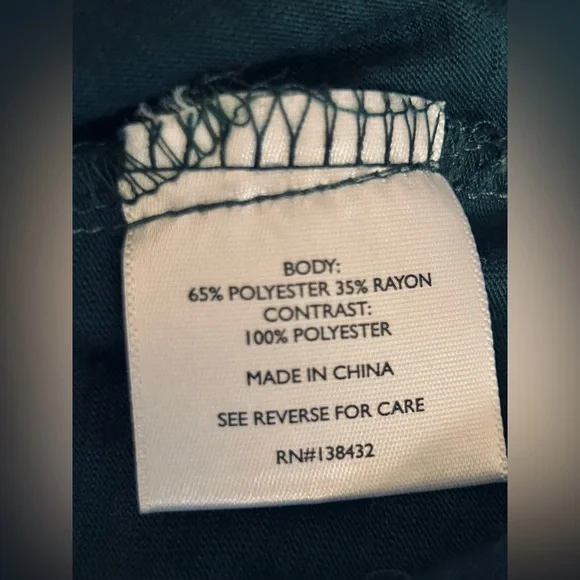 BODY:
65% POLYESTER 35% RAYON
CONTRAST:
100% POLYESTER
MADE IN CHINA
SEE REVERSE FOR CARE
RN#138432